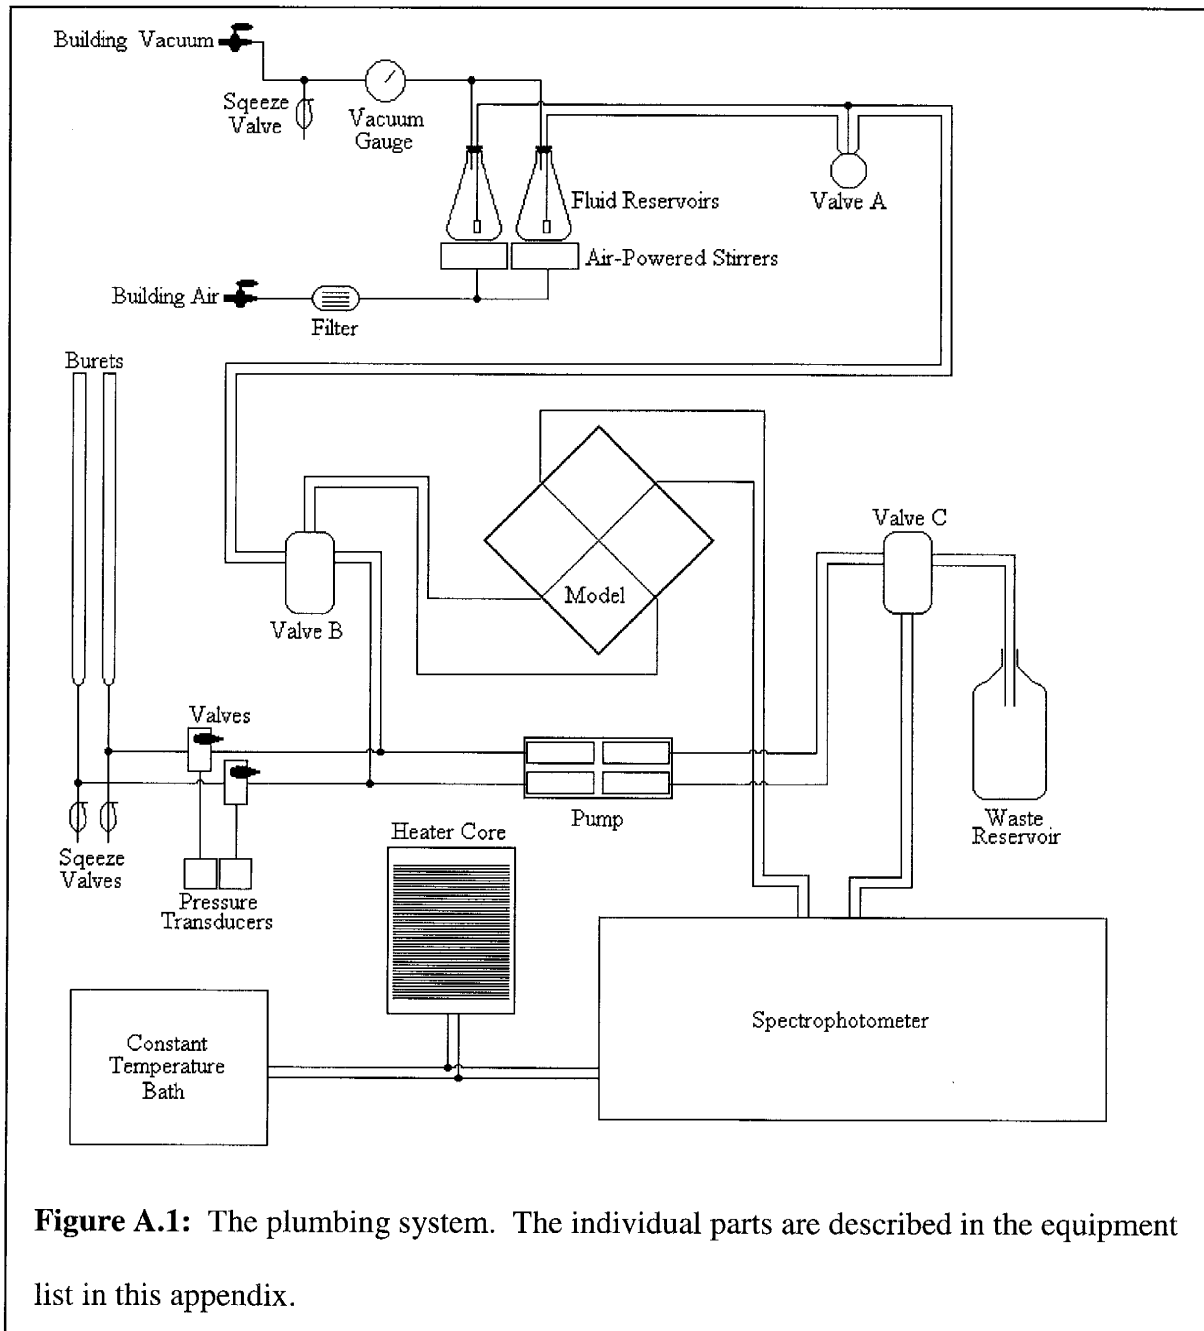 Building Vacuum
Sqeeze
Valve
Vacuum
Gauge
Fluid Reservoirs
Valve A
Air-Powered Stirrers
Building Air
Filter
Burets
Valve B
Model
Valve C
Valves
Pump
Waste
Reservoir
Sqeeze
Valves
Pressure
Transducers
Heater Core
Constant
Temperature
Bath
Spectrophotometer
Figure A.1: The plumbing system. The individual parts are described in the equipment
list in this appendix.